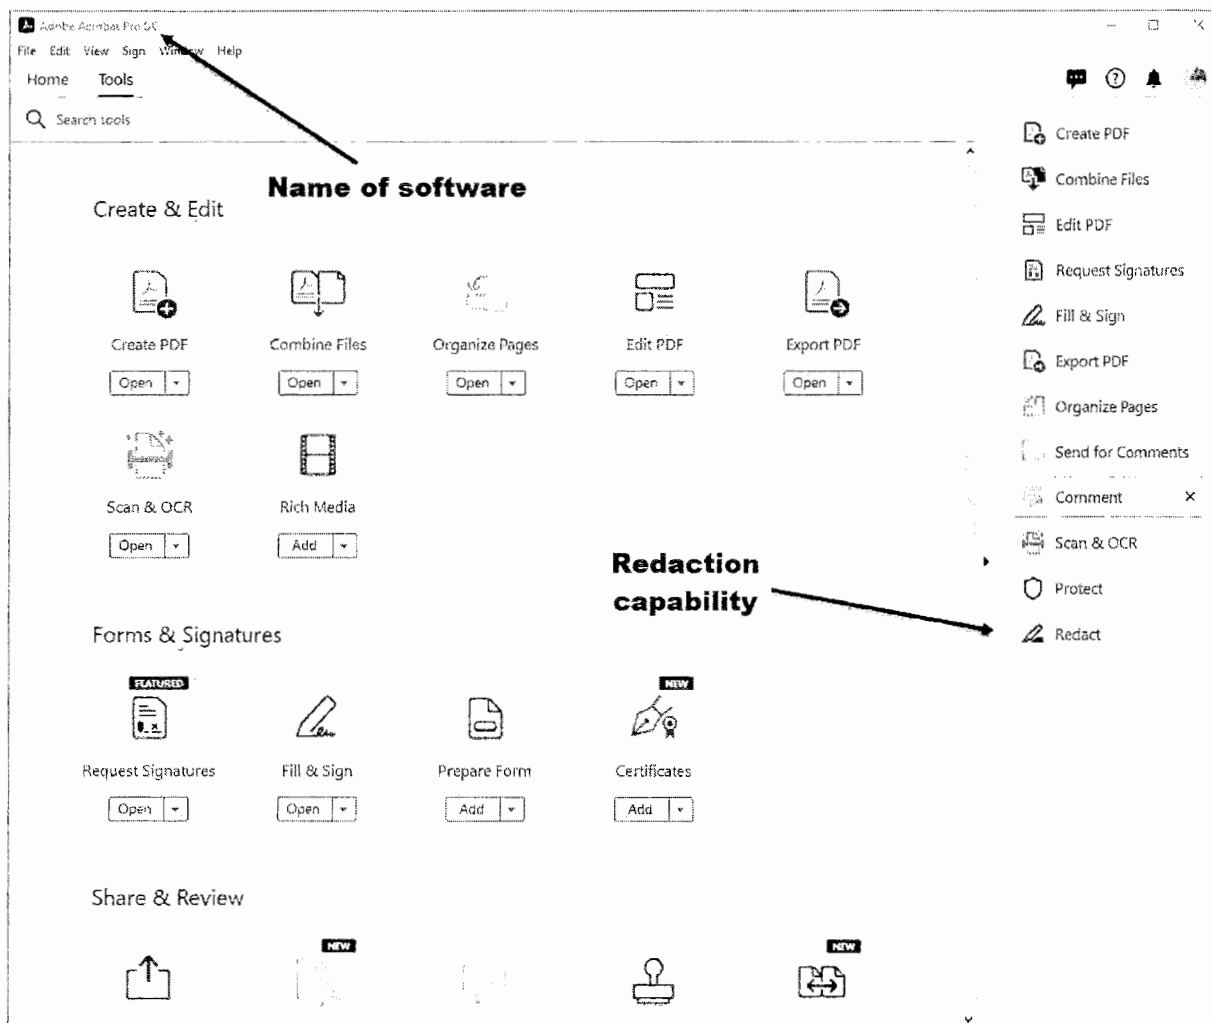 Adobe Acrobat Pro DC
File Edit View Sign Window Help
Home Tools
Search tools
Name of software
Create & Edit
Create PDF Combine Files Organize Pages Edit PDF Export PDF
Open Open Open Open Open
Scan & OCR Rich Media
Open Add
Redaction
capability
Forms & Signatures
FEATURED NEW
Request Signatures Fill & Sign Prepare Form Certificates
Open Open Add Add
Share & Review
NEW NEW
Create PDF
Combine Files
Edit PDF
Request Signatures
Fill & Sign
Export PDF
Organize Pages
Send for Comments
Comment
Scan & OCR
Protect
Redact